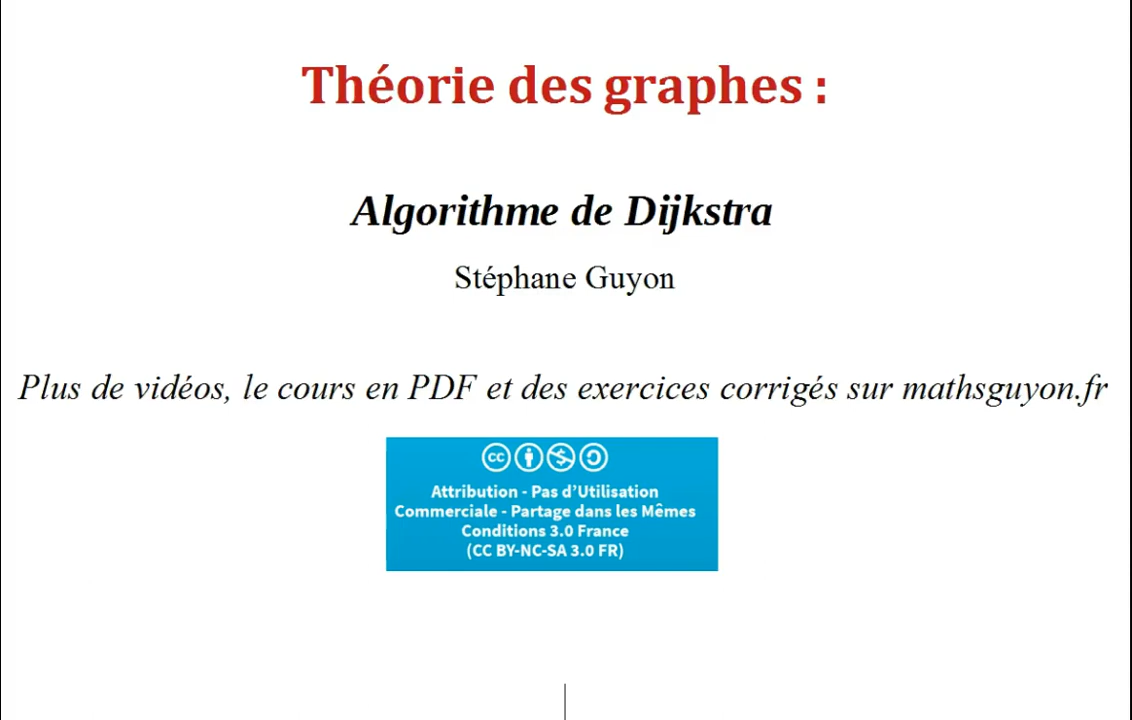 Théorie des graphes :
Algorithme de Dijkstra
Stéphane Guyon
Plus de vidéos, le cours en PDF et des exercices corrigés sur mathsguyon.fr
cc
Attribution - Pas d'Utilisation
Commerciale - Partage dans les Mêmes
Conditions 3.0 France
(CC BY-NC-SA 3.0 FR)